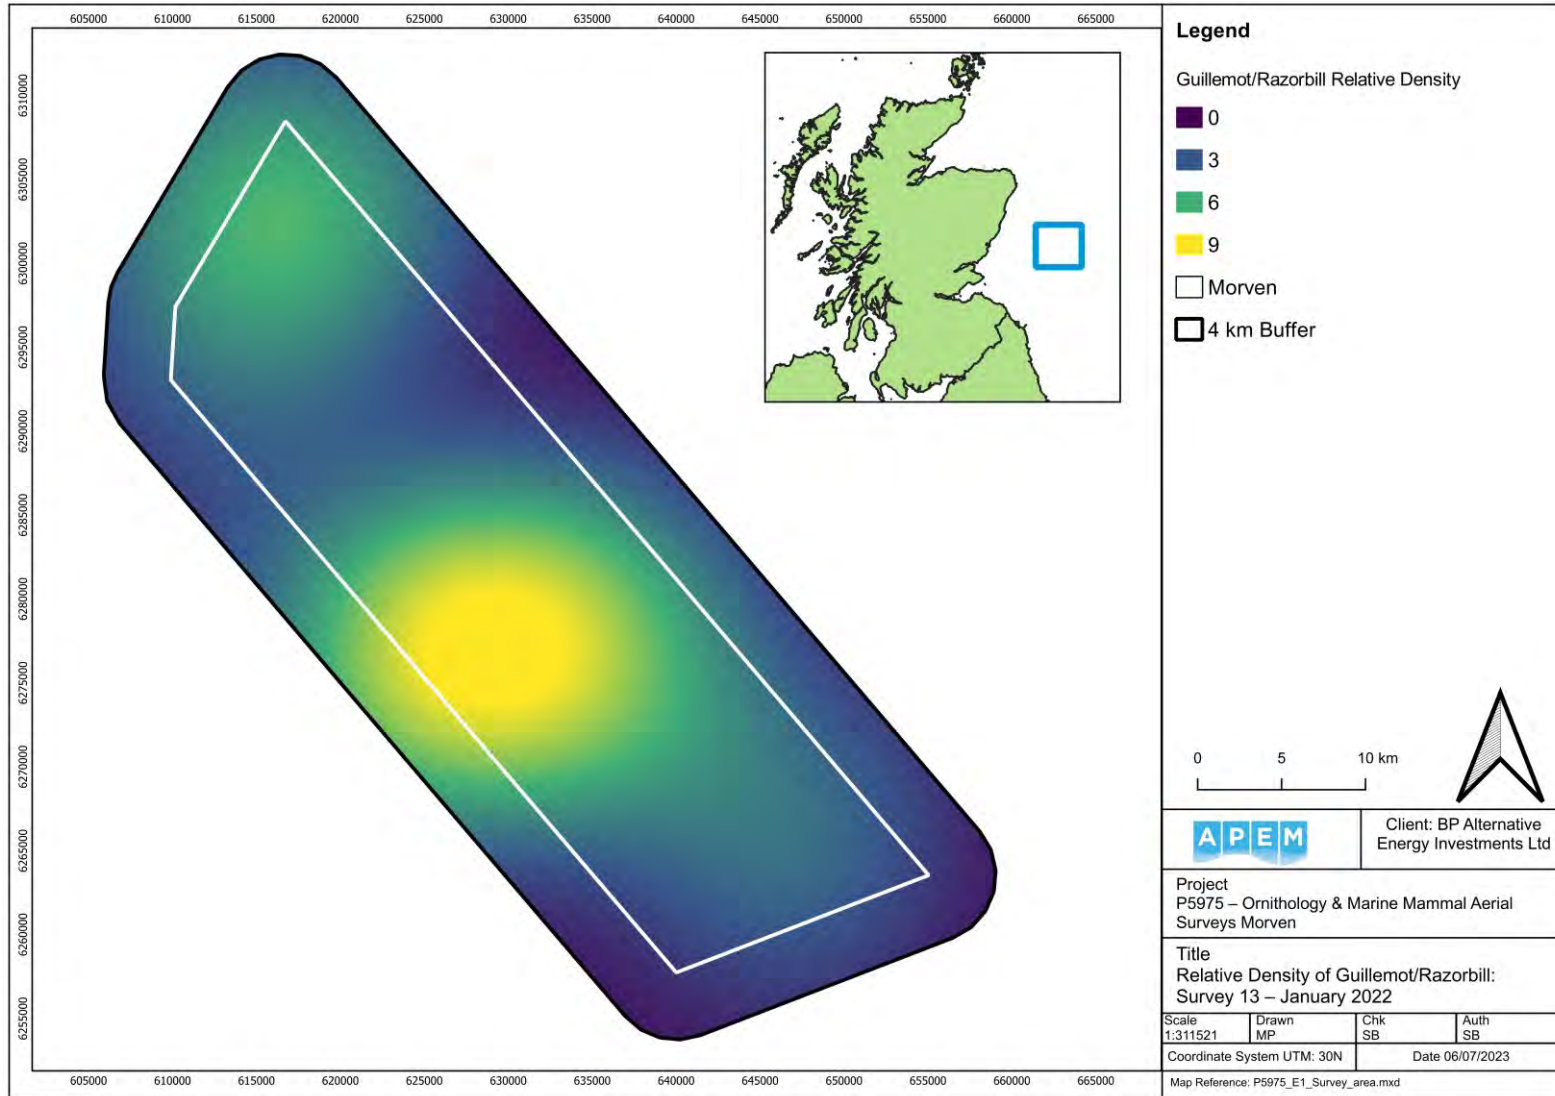 605000 610000 615000 620000 625000 630000 635000 640000 645000 650000 655000 660000 665000
6310000
6305000
6300000
6295000
6290000
6285000
6280000
6275000
6270000
6265000
6260000
6255000
605000 610000 615000 620000 625000 630000 635000 640000 645000 650000 655000 660000 665000
Legend
Guillemot/Razorbill Relative Density
0
3
6
9
Morven
4 km Buffer
0 5 10 km
APEM
Client: BP Alternative
Energy Investments Ltd
Project
P5975 – Ornithology & Marine Mammal Aerial
Surveys Morven
Title
Relative Density of Guillemot/Razorbill:
Survey 13 – January 2022
Scale Drawn Chk Auth
1:311521 MP SB SB
Coordinate System UTM: 30N Date 06/07/2023
Map Reference: P5975_E1_Survey_area.mxd